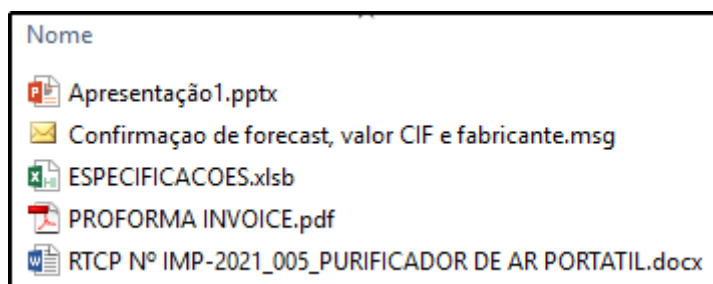 Nome
Apresentação1.pptx
Confirmaçao de forecast, valor CIF e fabricante.msg
ESPECIFICACOES.xlsb
PROFORMA INVOICE.pdf
RTCP Nº IMP-2021_005_PURIFICADOR DE AR PORTATIL.docx